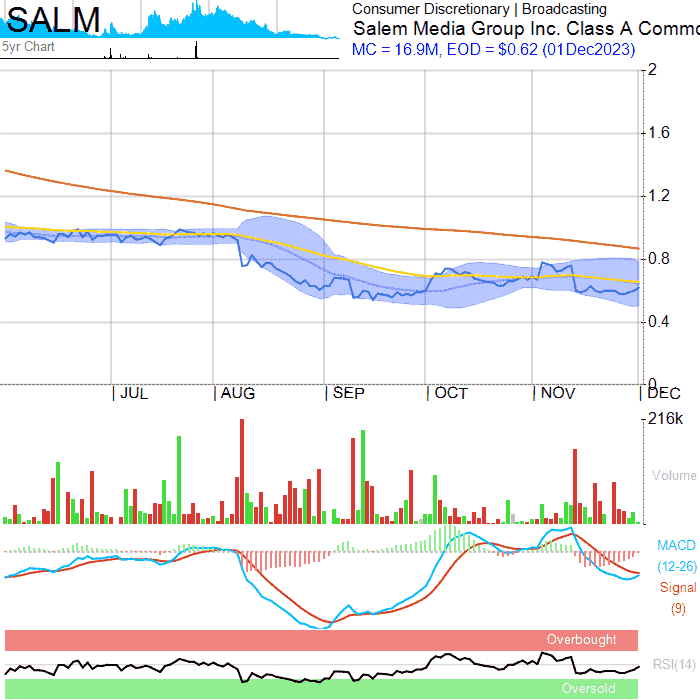 SALM
5yr Chart
Consumer Discretionary | Broadcasting
Salem Media Group Inc. Class A Commo
MC = 16.9M, EOD = $0.62 (01Dec2023)
2
1.6
1.2
0.8
0.4
0
JUL
AUG
SEP
OCT
NOV
DEC
216k
Volume
MACD
(12-26)
Signal
(9)
Overbought
RSI(14)
Oversold